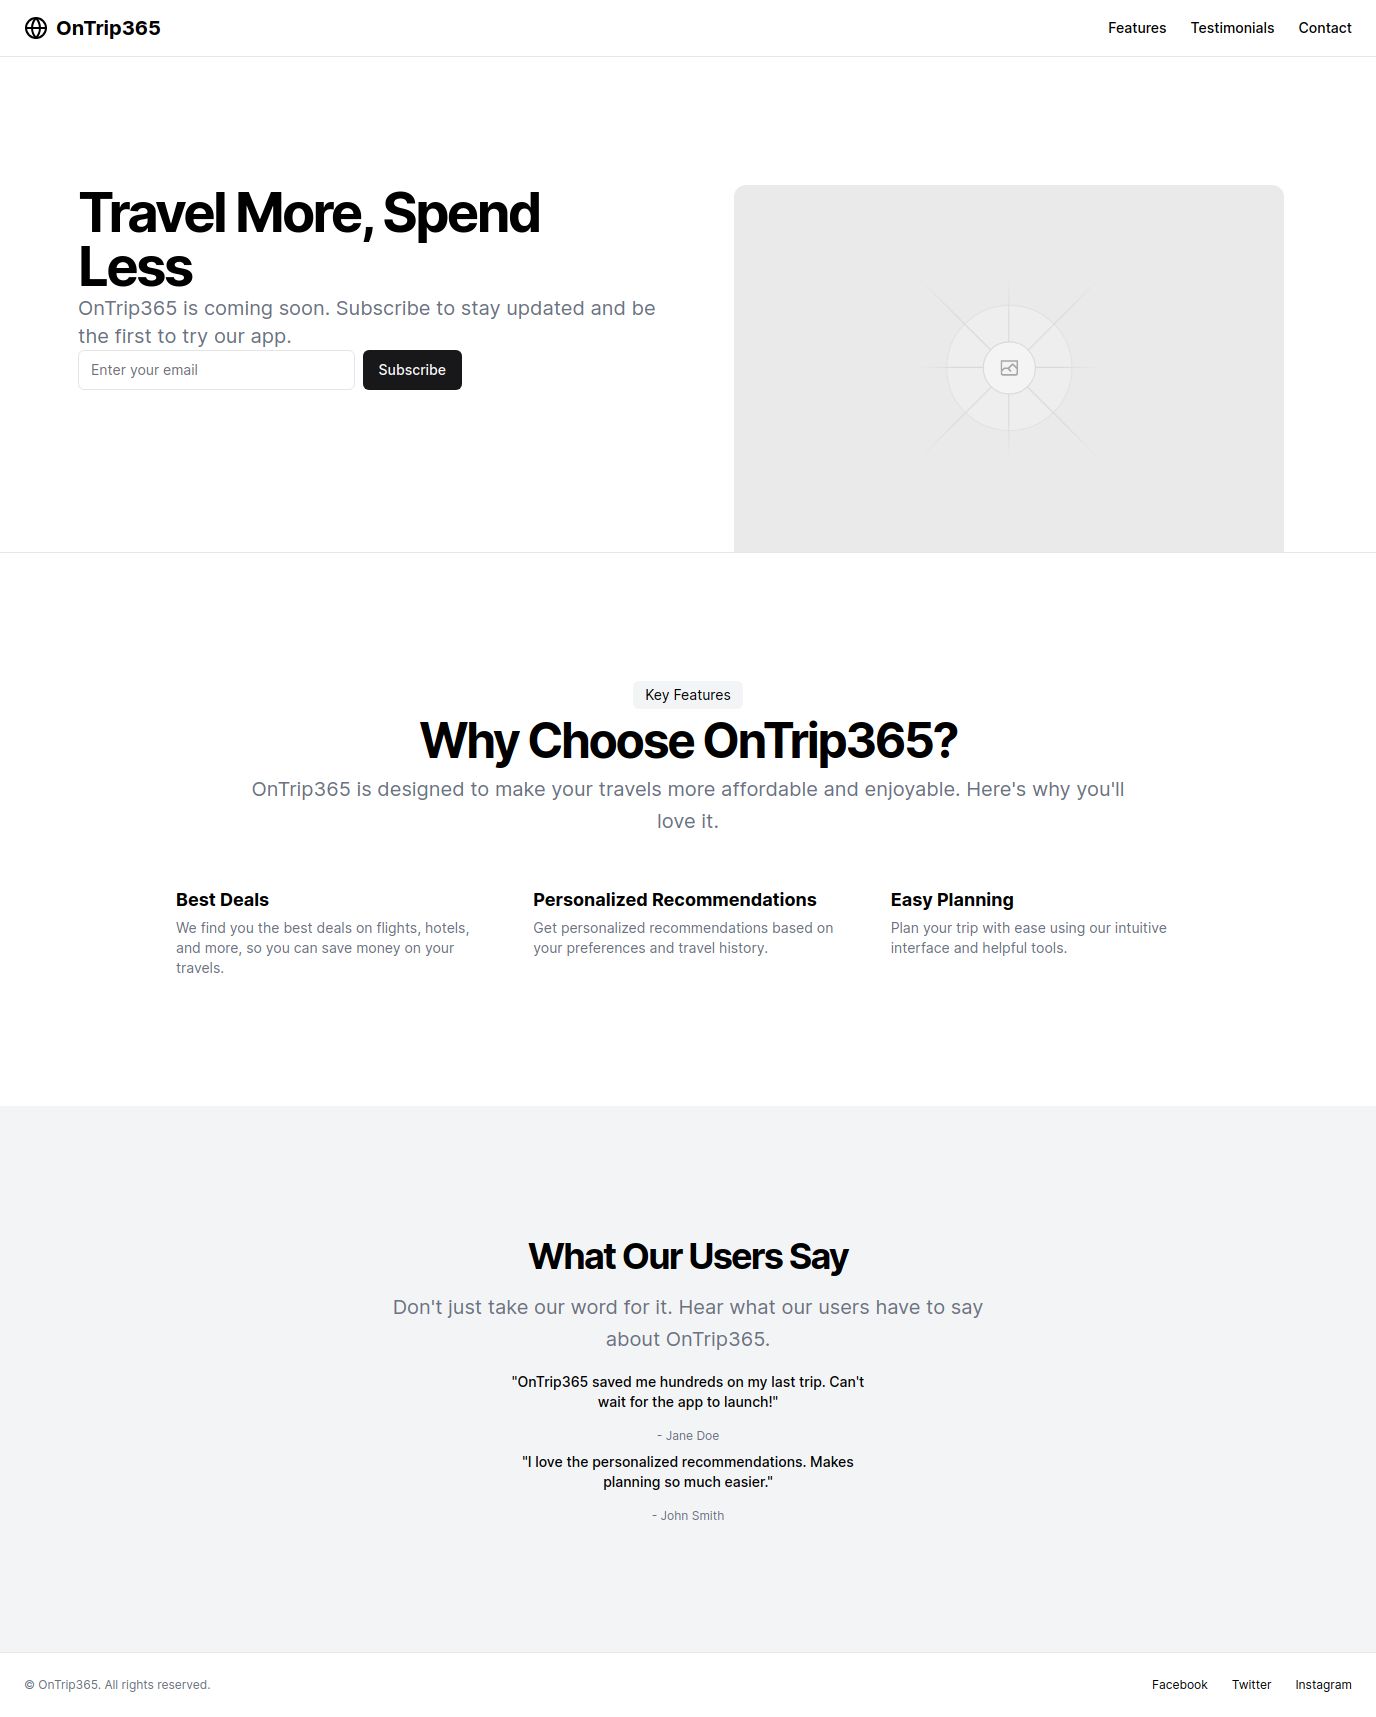 OnTrip365
Features Testimonials Contact
Travel More, Spend
Less
OnTrip365 is coming soon. Subscribe to stay updated and be
the first to try our app.
Enter your email Subscribe
Key Features
Why Choose OnTrip365?
OnTrip365 is designed to make your travels more affordable and enjoyable. Here's why you'll
love it.
Best Deals
We find you the best deals on flights, hotels,
and more, so you can save money on your
travels.
Personalized Recommendations
Get personalized recommendations based on
your preferences and travel history.
Easy Planning
Plan your trip with ease using our intuitive
interface and helpful tools.
What Our Users Say
Don't just take our word for it. Hear what our users have to say
about OnTrip365.
"OnTrip365 saved me hundreds on my last trip. Can't
wait for the app to launch!"
- Jane Doe
"I love the personalized recommendations. Makes
planning so much easier."
- John Smith
© OnTrip365. All rights reserved.
Facebook Twitter Instagram